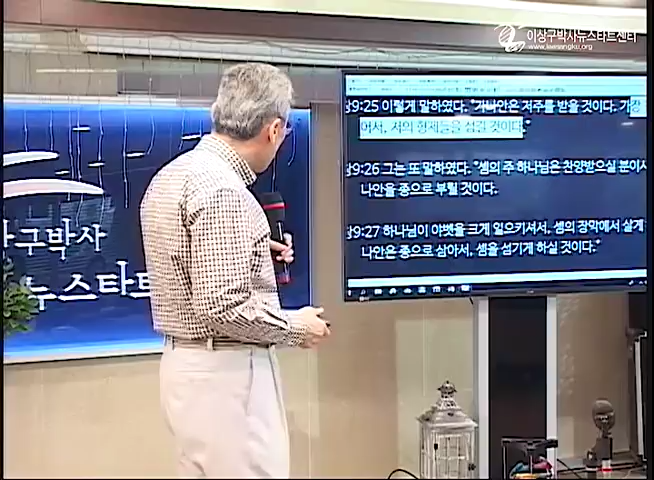 이상구박사뉴스타트센터
www.leesangku.org
9:25 이렇게 말하였다. "가나안은 저주를 받을 것이다. 가장
어서, 저의 형제들을 섬길 것이다."
9:26 그는 또 말하였다. "셈의 주 하나님은 찬양받으실 분이시
나안을 종으로 부릴 것이다.
9:27 하나님이 야벳을 크게 일으키셔서, 셈의 장막에서 살게
나안은 종으로 삼아서, 셈을 섬기게 하실 것이다."
구박사
뉴스타트